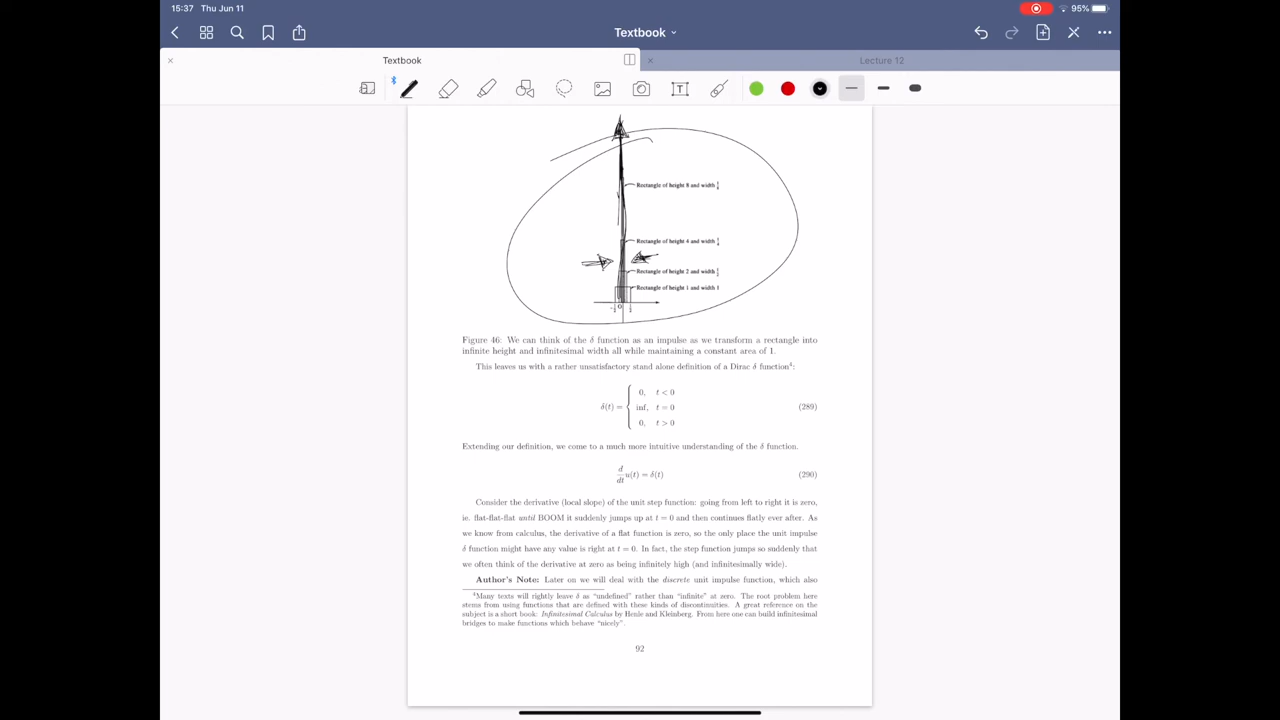 15:37 Thu Jun 11
95%
Textbook
Textbook
Lecture 12
Rectangle of height 8 and width 1/8
Rectangle of height 4 and width 1/4
Rectangle of height 2 and width 1/2
Rectangle of height 1 and width 1
-1/2 0 1/2
Figure 46: We can think of the δ function as an impulse as we transform a rectangle into
infinite height and infinitesimal width all while maintaining a constant area of 1.
This leaves us with a rather unsatisfactory stand alone definition of a Dirac δ function⁴:
0, t < 0
δ(t) = { inf, t = 0 (289)
0, t > 0
Extending our definition, we come to a much more intuitive understanding of the δ function.
d/dt u(t) = δ(t) (290)
Consider the derivative (local slope) of the unit step function: going from left to right it is zero,
ie. flat-flat-flat until BOOM it suddenly jumps up at t = 0 and then continues flatly ever after. As
we know from calculus, the derivative of a flat function is zero, so the only place the unit impulse
δ function might have any value is right at t = 0. In fact, the step function jumps so suddenly that
we often think of the derivative at zero as being infinitely high (and infinitesimally wide).
Author's Note: Later on we will deal with the discrete unit impulse function, which also
⁴Many texts will rightly leave δ as "undefined" rather than "infinite" at zero. The root problem here
stems from using functions that are defined with these kinds of discontinuities. A great reference on the
subject is a short book: Infinitesimal Calculus by Henle and Kleinberg. From here one can build infinitesimal
bridges to make functions which behave "nicely".
92